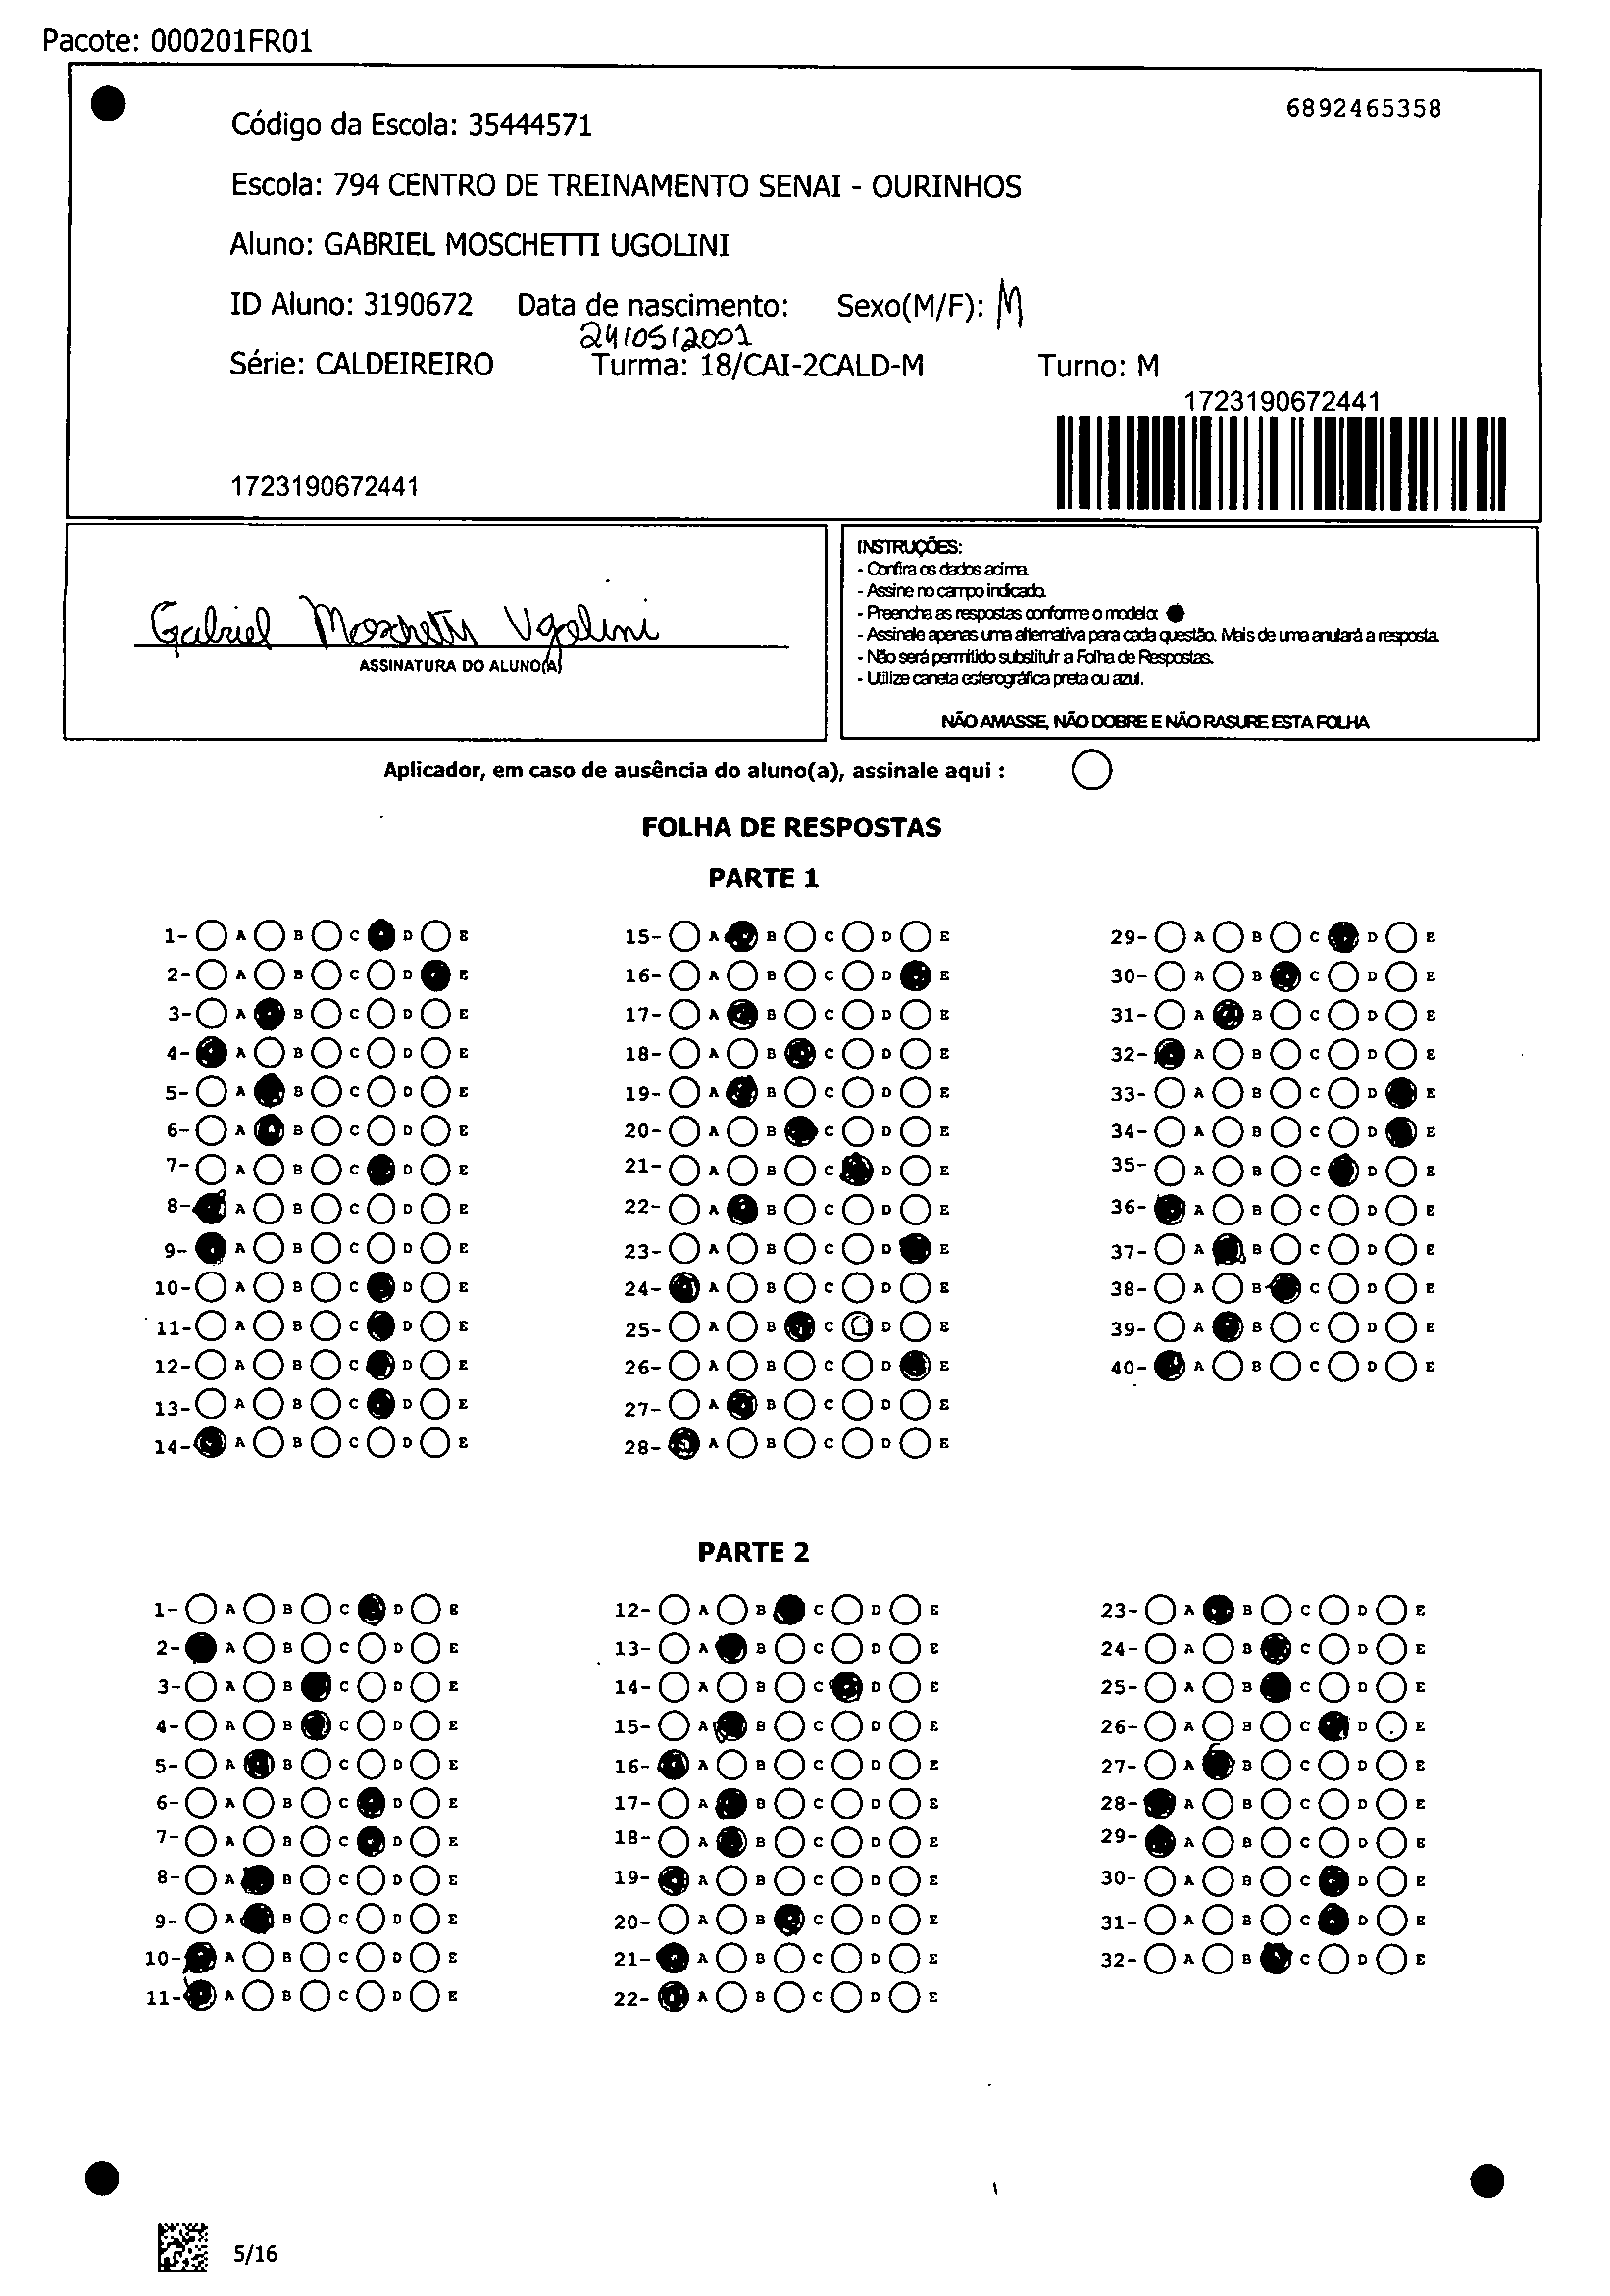 Pacote: 000201FR01
6892465358
Código da Escola: 35444571
Escola: 794 CENTRO DE TREINAMENTO SENAI - OURINHOS
Aluno: GABRIEL MOSCHETTI UGOLINI
ID Aluno: 3190672 Data de nascimento: Sexo(M/F): M
24/05/2001
Série: CALDEIREIRO Turma: 18/CAI-2CALD-M Turno: M
1723190672441
1723190672441
Gabriel Moschetti Ugolini
ASSINATURA DO ALUNO(A)
INSTRUÇÕES:
- Confira os dados acima.
- Assine no campo indicado.
- Preencha as respostas conforme o modelo:
- Assinale apenas uma alternativa para cada questão. Mais de uma anulará a resposta.
- Não será permitido substituir a Folha de Respostas.
- Utilize caneta esferográfica preta ou azul.
NÃO AMASSE, NÃO DOBRE E NÃO RASURE ESTA FOLHA
Aplicador, em caso de ausência do aluno(a), assinale aqui :
FOLHA DE RESPOSTAS
PARTE 1
1- A B C D E 15- A B C D E 29- A B C D E
2- A B C D E 16- A B C D E 30- A B C D E
3- A B C D E 17- A B C D E 31- A B C D E
4- A B C D E 18- A B C D E 32- A B C D E
5- A B C D E 19- A B C D E 33- A B C D E
6- A B C D E 20- A B C D E 34- A B C D E
7- A B C D E 21- A B C D E 35- A B C D E
8- A B C D E 22- A B C D E 36- A B C D E
9- A B C D E 23- A B C D E 37- A B C D E
10- A B C D E 24- A B C D E 38- A B C D E
11- A B C D E 25- A B C D E 39- A B C D E
12- A B C D E 26- A B C D E 40- A B C D E
13- A B C D E 27- A B C D E
14- A B C D E 28- A B C D E
PARTE 2
1- A B C D E 12- A B C D E 23- A B C D E
2- A B C D E 13- A B C D E 24- A B C D E
3- A B C D E 14- A B C D E 25- A B C D E
4- A B C D E 15- A B C D E 26- A B C D E
5- A B C D E 16- A B C D E 27- A B C D E
6- A B C D E 17- A B C D E 28- A B C D E
7- A B C D E 18- A B C D E 29- A B C D E
8- A B C D E 19- A B C D E 30- A B C D E
9- A B C D E 20- A B C D E 31- A B C D E
10- A B C D E 21- A B C D E 32- A B C D E
11- A B C D E 22- A B C D E
5/16